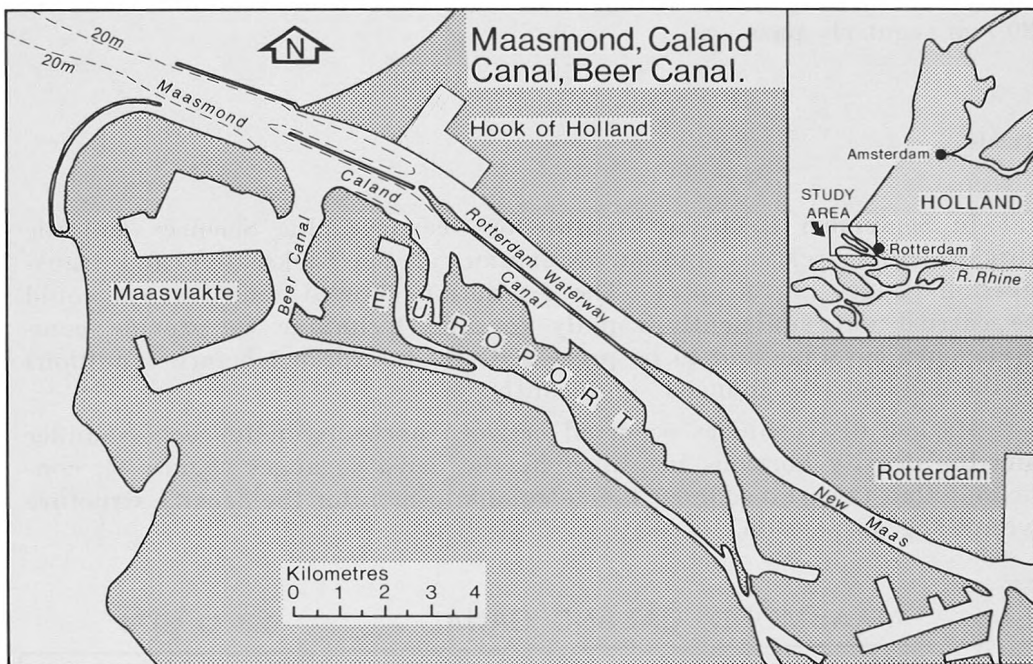 20m
20m
N
Maasmond, Caland
Canal, Beer Canal.
Maasmond
Hook of Holland
Caland
Canal
Rotterdam Waterway
Beer Canal
Maasvlakte
EUROPORT
Rotterdam
New Maas
Kilometres
0 1 2 3 4
Amsterdam
HOLLAND
STUDY
AREA
Rotterdam
R. Rhine